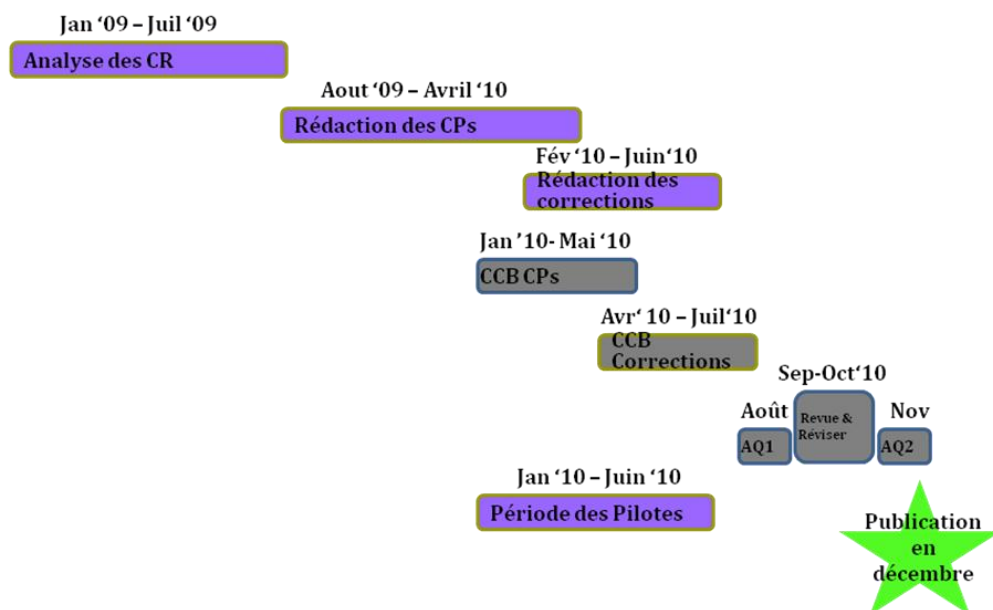 Jan ‘09 – Juil ‘09
Analyse des CR
Aout ‘09 – Avril ‘10
Rédaction des CPs
Fév ‘10 – Juin‘10
Rédaction des
corrections
Jan ’10- Mai ‘10
CCB CPs
Avr‘ 10 – Juil‘10
CCB
Corrections
Sep-Oct‘10
Août
Revue &
Réviser
Nov
AQ1
AQ2
Jan ‘10 – Juin ‘10
Période des Pilotes
Publication
en
décembre